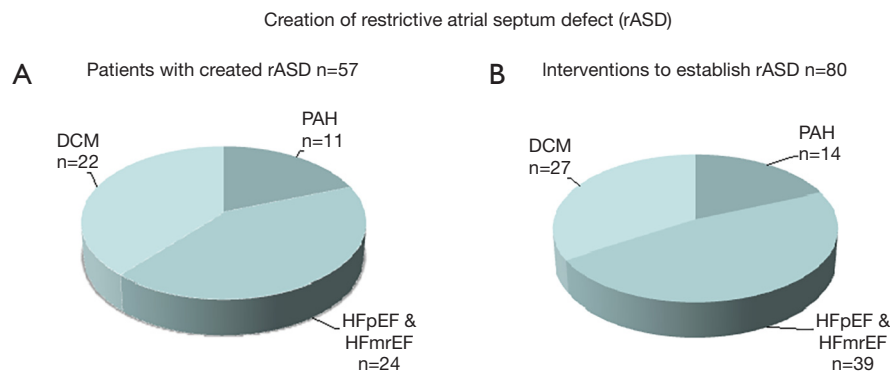 Creation of restrictive atrial septum defect (rASD)
A
Patients with created rASD n=57
PAH
n=11
DCM
n=22
HFpEF &
HFmrEF
n=24
B
Interventions to establish rASD n=80
PAH
n=14
DCM
n=27
HFpEF &
HFmrEF
n=39